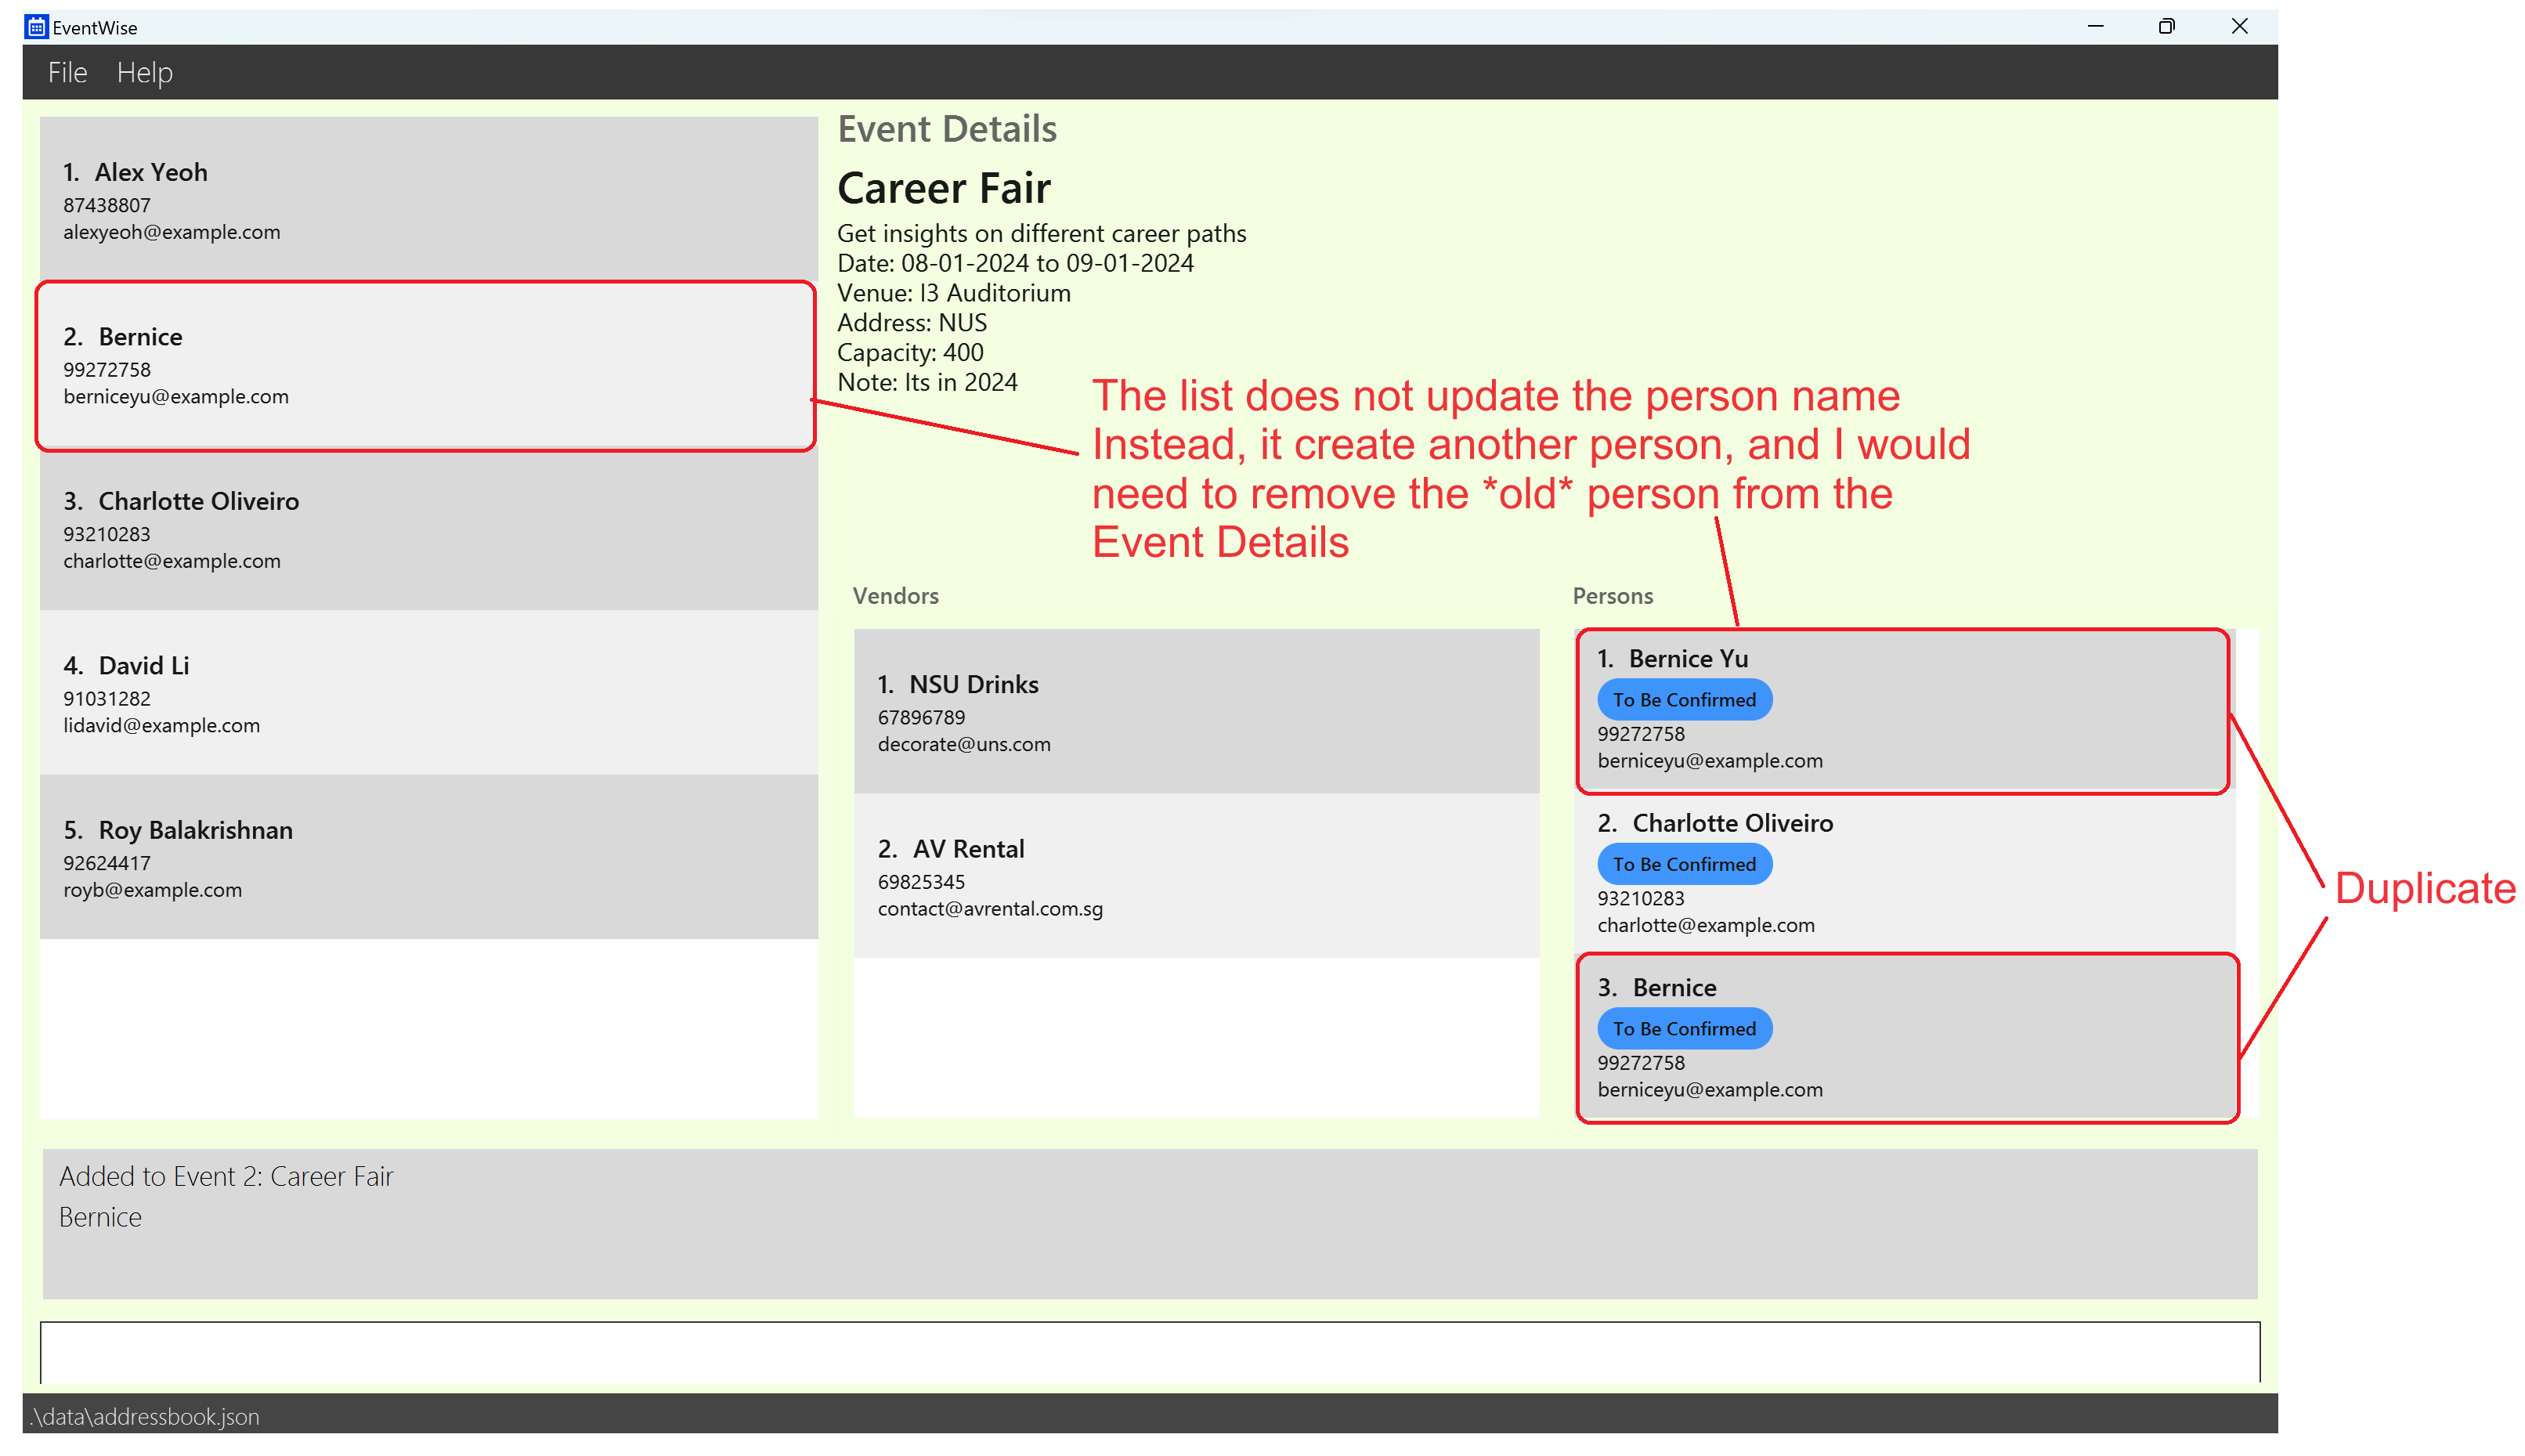 EventWise
File Help
1. Alex Yeoh
87438807
alexyeoh@example.com
2. Bernice
99272758
berniceyu@example.com
3. Charlotte Oliveiro
93210283
charlotte@example.com
4. David Li
91031282
lidavid@example.com
5. Roy Balakrishnan
92624417
royb@example.com
Event Details
Career Fair
Get insights on different career paths
Date: 08-01-2024 to 09-01-2024
Venue: I3 Auditorium
Address: NUS
Capacity: 400
Note: Its in 2024
The list does not update the person name
Instead, it create another person, and I would
need to remove the *old* person from the
Event Details
Vendors
1. NSU Drinks
67896789
decorate@uns.com
2. AV Rental
69825345
contact@avrental.com.sg
Persons
1. Bernice Yu
To Be Confirmed
99272758
berniceyu@example.com
2. Charlotte Oliveiro
To Be Confirmed
93210283
charlotte@example.com
3. Bernice
To Be Confirmed
99272758
berniceyu@example.com
Duplicate
Added to Event 2: Career Fair
Bernice
.\data\addressbook.json